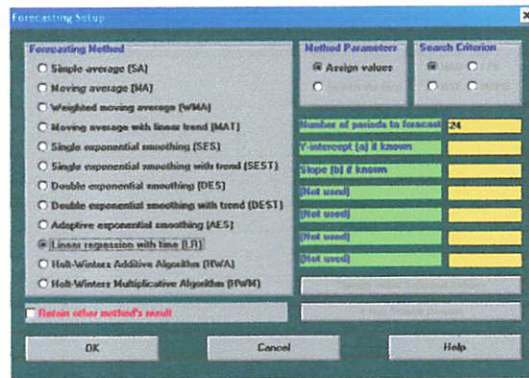 Forecasting Setup
Forecasting Method
Simple average (SA)
Moving average (MA)
Weighted moving average (WMA)
Moving average with linear trend (MAT)
Single exponential smoothing (SES)
Single exponential smoothing with trend (SEST)
Double exponential smoothing (DES)
Double exponential smoothing with trend (DEST)
Adaptive exponential smoothing (AES)
Linear regression with time (LR)
Holt-Winters Additive Algorithm (HWA)
Holt-Winters Multiplicative Algorithm (HWM)
Retain other method's result
Method Parameters
Assign values
Search Criterion
Number of periods to forecast 24
Y-intercept (a) if known
Slope (b) if known
(Not used)
(Not used)
(Not used)
(Not used)
OK
Cancel
Help